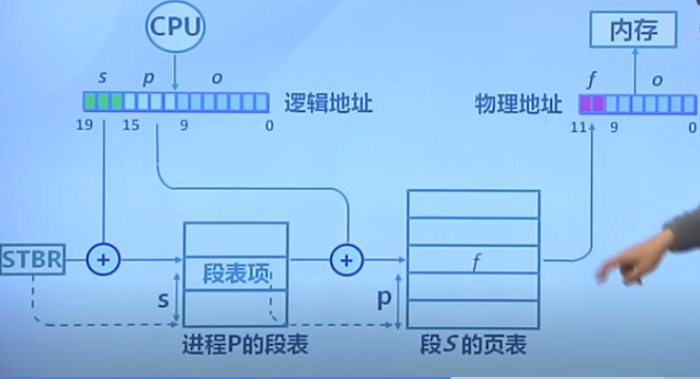 CPU
内存
s p o
f o
逻辑地址
物理地址
19 15 9 0
11 9 0
STBR
+
+
段表项
f
s
p
进程P的段表
段S的页表